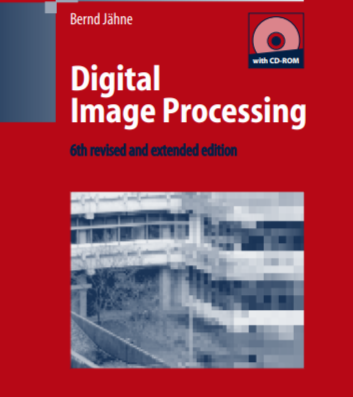 Bernd Jähne
with CD-ROM
Digital
Image Processing
6th revised and extended edition